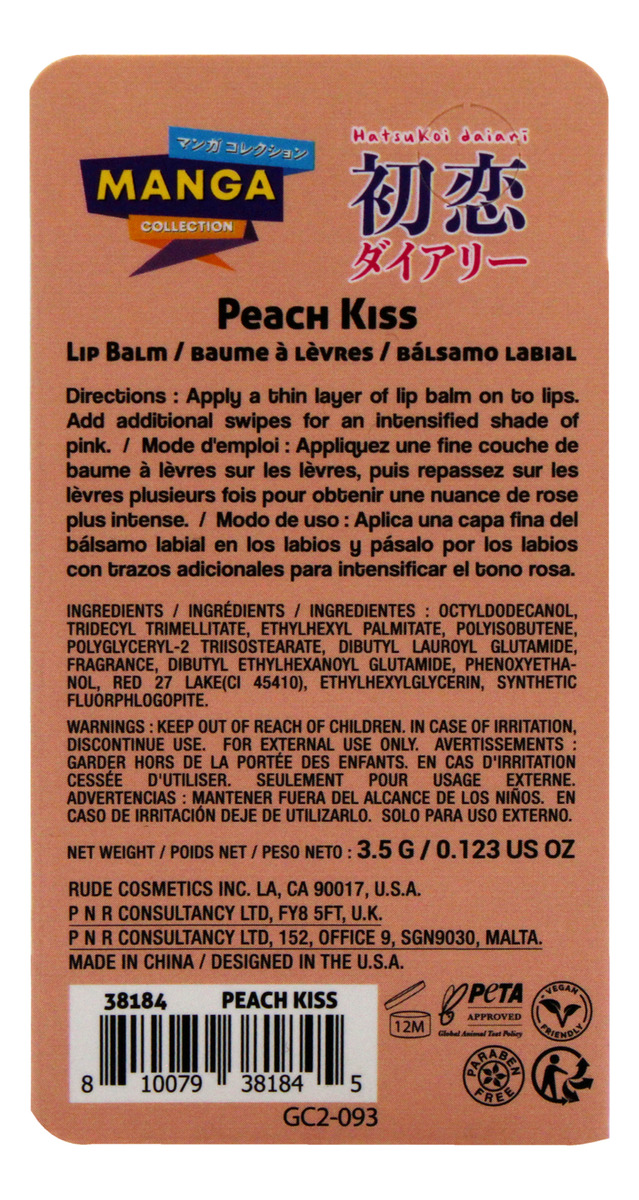 マンガ コレクション
MANGA
COLLECTION
Hatsukoi daiari
初恋
ダイアリー
Peach Kiss
Lip Balm / baume à lèvres / bálsamo labial
Directions : Apply a thin layer of lip balm on to lips.
Add additional swipes for an intensified shade of
pink. / Mode d'emploi : Appliquez une fine couche de
baume à lèvres sur les lèvres, puis repassez sur les
lèvres plusieurs fois pour obtenir une nuance de rose
plus intense. / Modo de uso : Aplica una capa fina del
bálsamo labial en los labios y pásalo por los labios
con trazos adicionales para intensificar el tono rosa.
INGREDIENTS / INGRÉDIENTS / INGREDIENTES : OCTYLDODECANOL,
TRIDECYL TRIMELLITATE, ETHYLHEXYL PALMITATE, POLYISOBUTENE,
POLYGLYCERYL-2 TRIISOSTEARATE, DIBUTYL LAUROYL GLUTAMIDE,
FRAGRANCE, DIBUTYL ETHYLHEXANOYL GLUTAMIDE, PHENOXYETHA-
NOL, RED 27 LAKE(CI 45410), ETHYLHEXYLGLYCERIN, SYNTHETIC
FLUORPHLOGOPITE.
WARNINGS : KEEP OUT OF REACH OF CHILDREN. IN CASE OF IRRITATION,
DISCONTINUE USE. FOR EXTERNAL USE ONLY. AVERTISSEMENTS :
GARDER HORS DE LA PORTÉE DES ENFANTS. EN CAS D'IRRITATION
CESSÉE D'UTILISER. SEULEMENT POUR USAGE EXTERNE.
ADVERTENCIAS : MANTENER FUERA DEL ALCANCE DE LOS NIÑOS. EN
CASO DE IRRITACIÓN DEJE DE UTILIZARLO. SOLO PARA USO EXTERNO.
NET WEIGHT / POIDS NET / PESO NETO : 3.5 G / 0.123 US OZ
RUDE COSMETICS INC. LA, CA 90017, U.S.A.
P N R CONSULTANCY LTD, FY8 5FT, U.K.
P N R CONSULTANCY LTD, 152, OFFICE 9, SGN9030, MALTA.
MADE IN CHINA / DESIGNED IN THE U.S.A.
38184 PEACH KISS
8 10079 38184 5
12M
PETA
APPROVED
Global Animal Test Policy
VEGAN
FRIENDLY
PARABEN
FREE
GC2-093